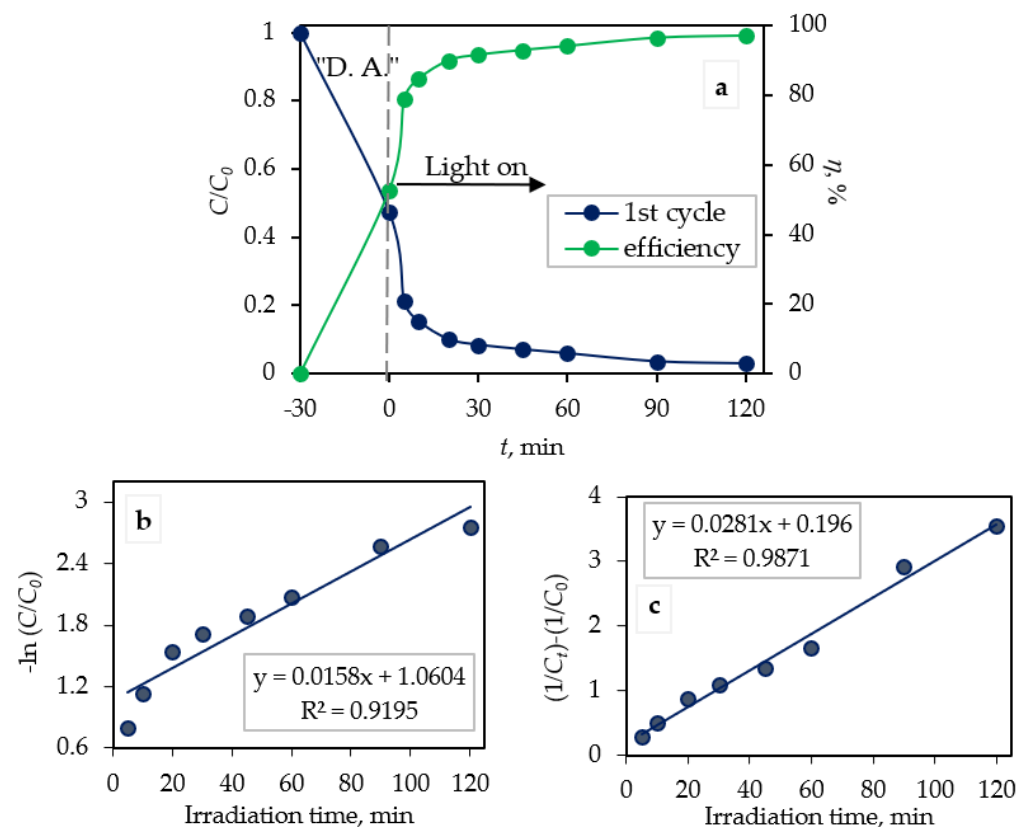 a
"D. A."
Light on
1st cycle
efficiency
C/C₀
1
0.8
0.6
0.4
0.2
0
η, %
100
80
60
40
20
0
-30 0 30 60 90 120
t, min
b
-ln (C/C₀)
3
2.4
1.8
1.2
0.6
y = 0.0158x + 1.0604
R² = 0.9195
0 20 40 60 80 100 120
Irradiation time, min
c
(1/Cₜ)-(1/C₀)
4
3
2
1
0
y = 0.0281x + 0.196
R² = 0.9871
0 20 40 60 80 100 120
Irradiation time, min